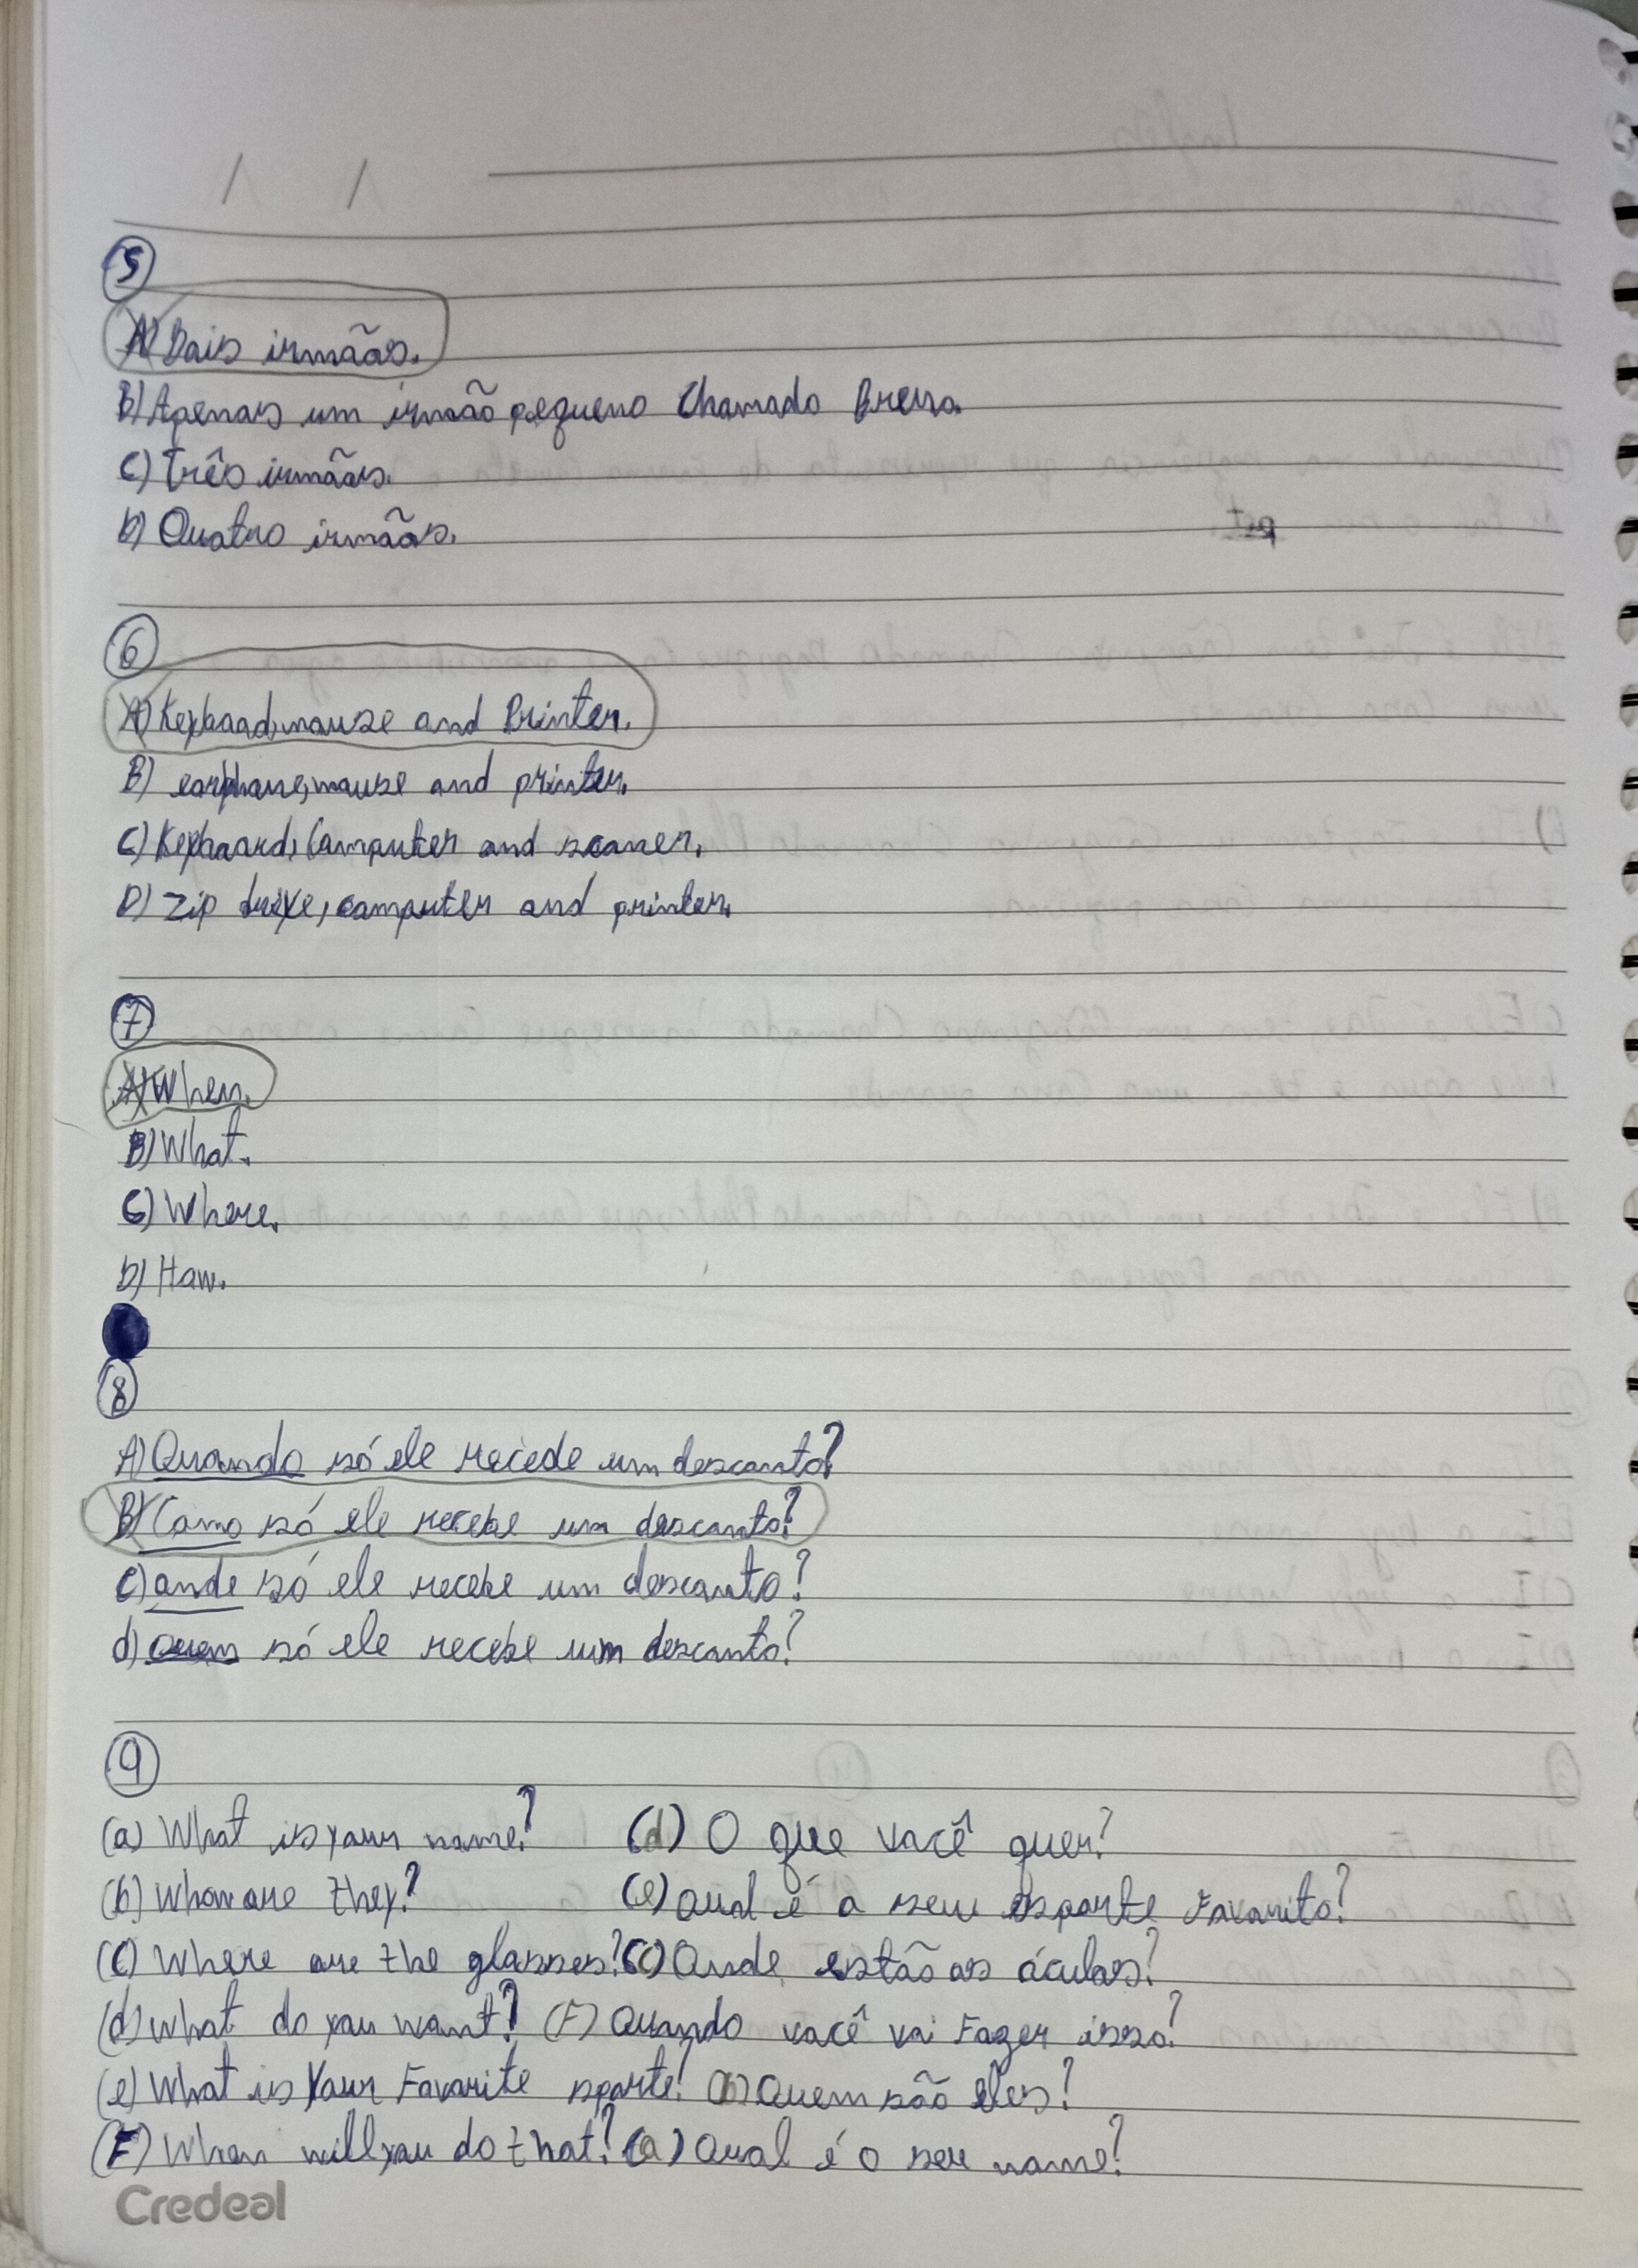 5
A) Dois irmãos.
B) Apenas um irmão pequeno chamado Breno.
C) Três irmãos.
D) Quatro irmãos.
6
A) Keyboard, mouse and Printer.
B) earphone, mouse and printer.
C) Keyboard, Computer and scaner.
D) Zip drive, computer and printer.
7
A) When.
B) What.
C) Where.
D) How.
8
A) Quando só ele recede um desconto?
B) Como só ele recebe um desconto?
C) onde só ele recebe um desconto?
d) quem só ele recebe um desconto?
9
(a) What is your name? (d) O que você quer?
(b) Whow are they? (e) Qual é o seu esporte Favorito?
(C) Where are the glasses? (C) Onde estão os óculos?
(d) What do you want? (F) Quando você vai Fazer isso?
(e) What is Your Favorite sporte? (b) Quem são eles?
(F) When will you do that? (a) Qual é o seu nome?
Credeal